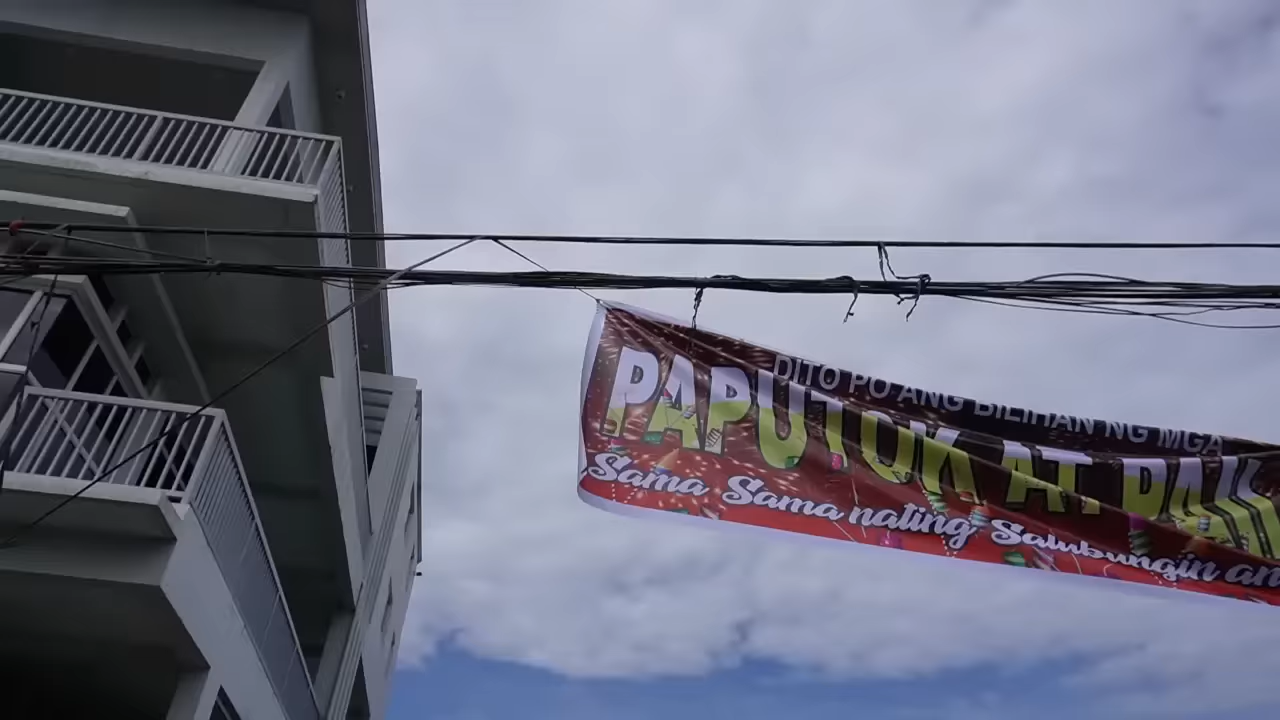 DITO PO ANG BILIHAN NG MGA
PAPUTOK AT
Sama Sama nating Salubungin